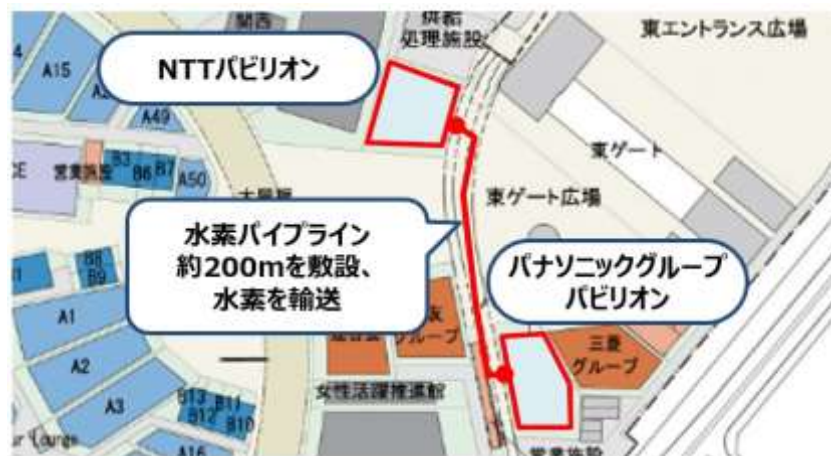 関西
供給
処理施設
東エントランス広場
NTTパビリオン
A15
A49
東ゲート
営業施設
B3
B6
B7
A50
CE
東ゲート広場
水素パイプライン
約200mを敷設、
水素を輸送
パナソニックグループ
パビリオン
B8
B9
A1
グループ
三菱
グループ
A2
女性活躍推進館
A3
B13
B11
B12
B10
A16
営業施設